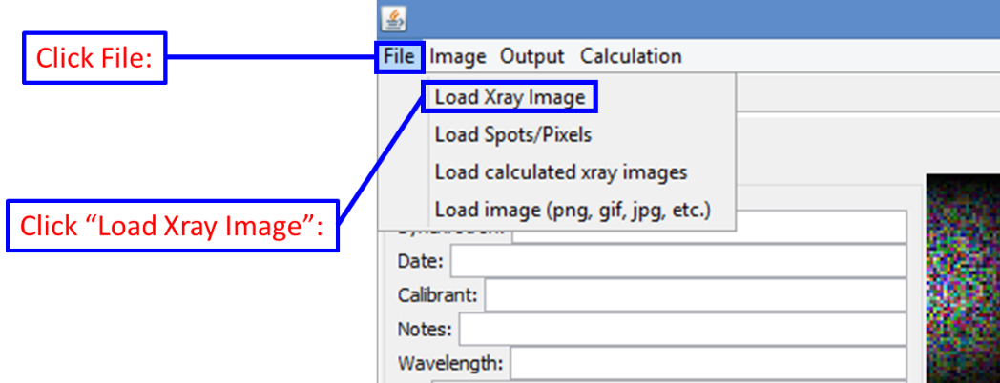 Click File:
File Image Output Calculation
Load Xray Image
Load Spots/Pixels
Load calculated xray images
Load image (png, gif, jpg, etc.)
Click “Load Xray Image”:
Date:
Calibrant:
Notes:
Wavelength: